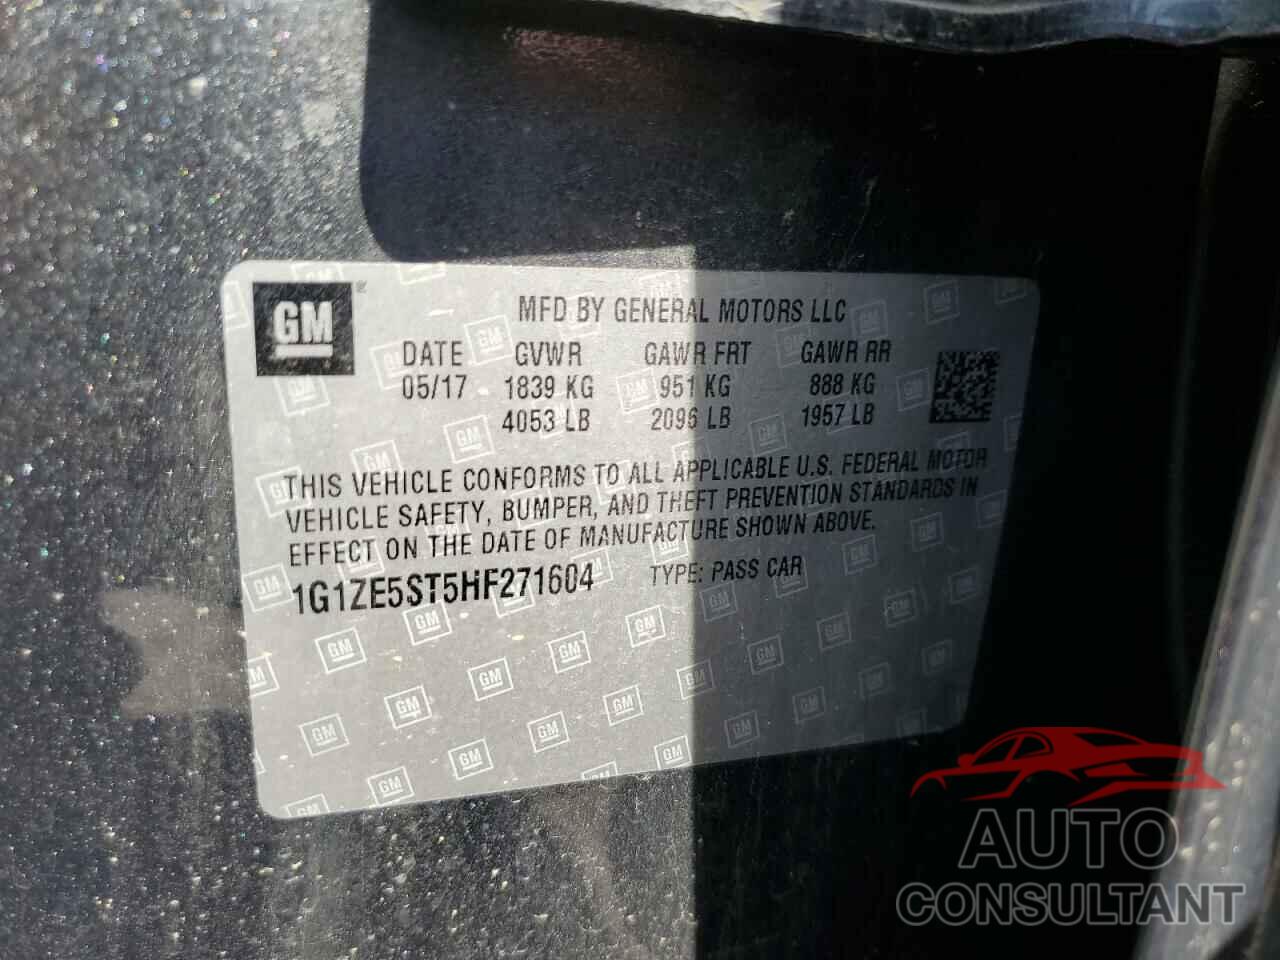 GM
MFD BY GENERAL MOTORS LLC
DATE GVWR GAWR FRT GAWR RR
05/17 1839 KG 951 KG 888 KG
4053 LB 2096 LB 1957 LB
THIS VEHICLE CONFORMS TO ALL APPLICABLE U.S. FEDERAL MOTOR
VEHICLE SAFETY, BUMPER, AND THEFT PREVENTION STANDARDS IN
EFFECT ON THE DATE OF MANUFACTURE SHOWN ABOVE.
1G1ZE5ST5HF271604 TYPE: PASS CAR
AUTO
CONSULTANT